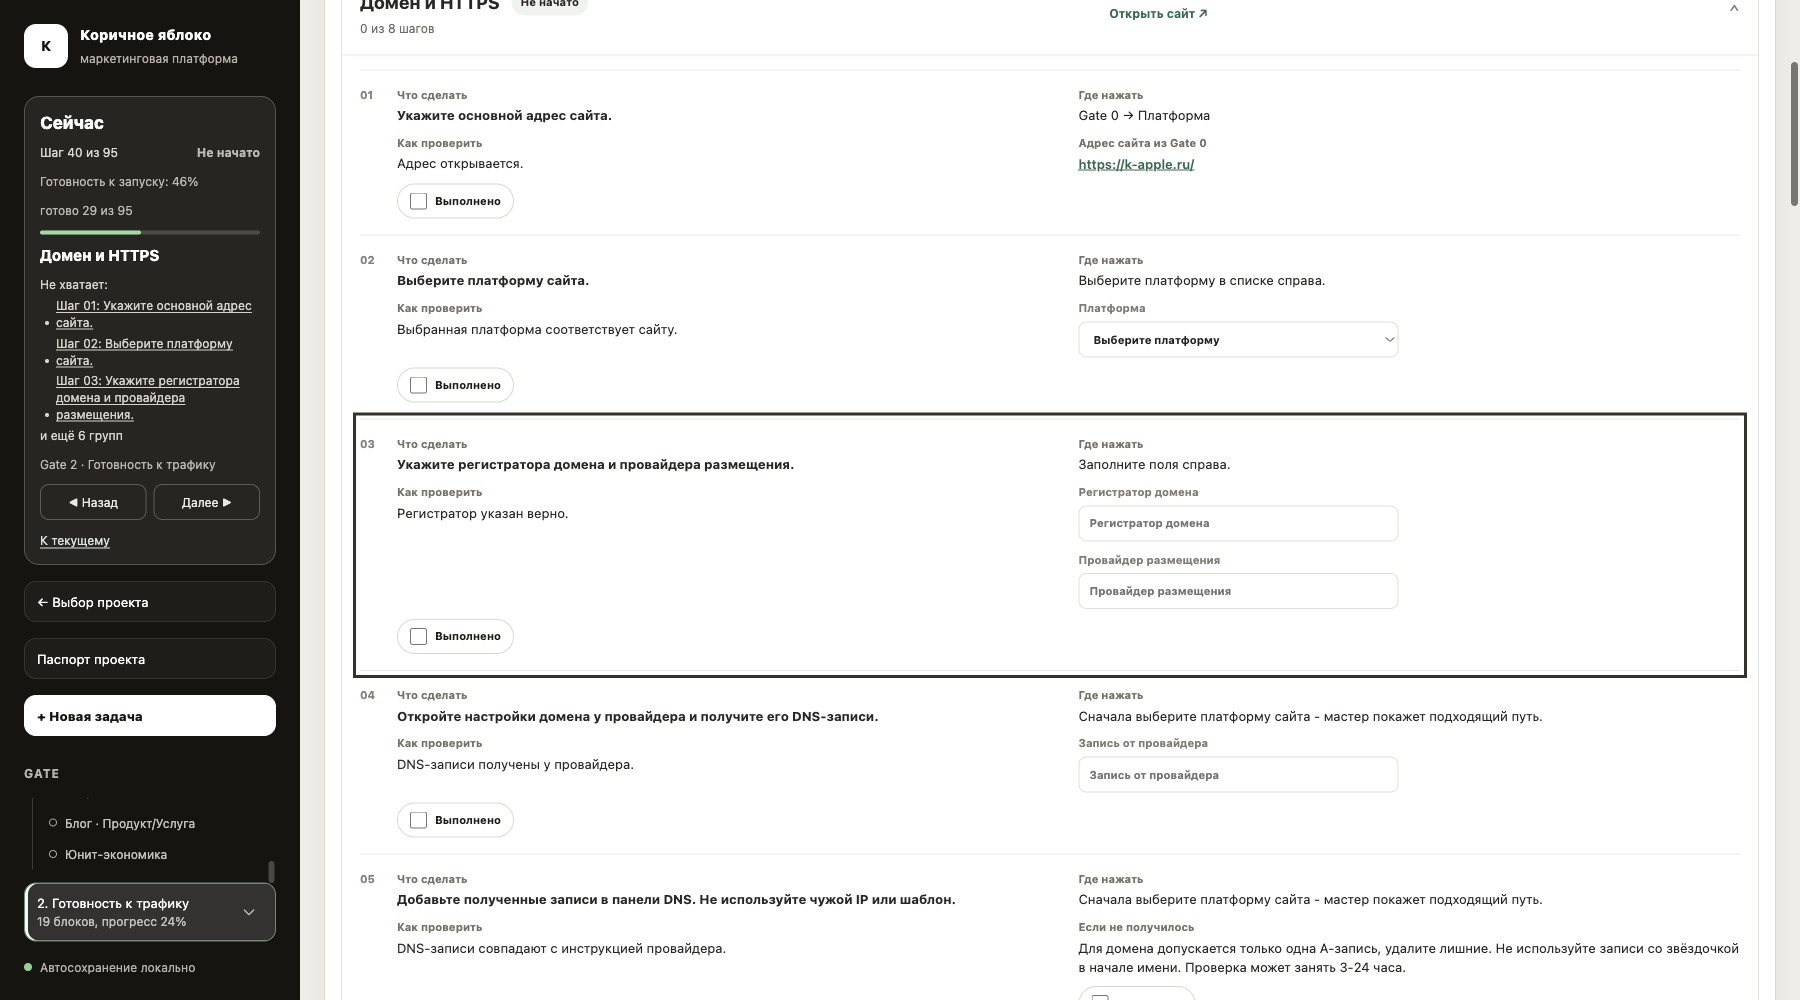 К
Коричное яблоко
маркетинговая платформа
Сейчас
Шаг 40 из 95
Не начато
Готовность к запуску: 46%
готово 29 из 95
Домен и HTTPS
Не хватает:
• Шаг 01: Укажите основной адрес
сайта.
• Шаг 02: Выберите платформу
сайта.
• Шаг 03: Укажите регистратора
домена и провайдера
размещения.
и ещё 6 групп
Gate 2 · Готовность к трафику
◀ Назад
Далее ▶
К текущему
← Выбор проекта
Паспорт проекта
+ Новая задача
GATE
Блог · Продукт/Услуга
Юнит-экономика
2. Готовность к трафику
19 блоков, прогресс 24%
Автосохранение локально
Домен и HTTPS
Не начато
0 из 8 шагов
Открыть сайт ↗
01
Что сделать
Укажите основной адрес сайта.
Как проверить
Адрес открывается.
Выполнено
Где нажать
Gate 0 → Платформа
Адрес сайта из Gate 0
https://k-apple.ru/
02
Что сделать
Выберите платформу сайта.
Как проверить
Выбранная платформа соответствует сайту.
Выполнено
Где нажать
Выберите платформу в списке справа.
Платформа
Выберите платформу
03
Что сделать
Укажите регистратора домена и провайдера размещения.
Как проверить
Регистратор указан верно.
Выполнено
Где нажать
Заполните поля справа.
Регистратор домена
Регистратор домена
Провайдер размещения
Провайдер размещения
04
Что сделать
Откройте настройки домена у провайдера и получите его DNS-записи.
Как проверить
DNS-записи получены у провайдера.
Выполнено
Где нажать
Сначала выберите платформу сайта - мастер покажет подходящий путь.
Запись от провайдера
Запись от провайдера
05
Что сделать
Добавьте полученные записи в панели DNS. Не используйте чужой IP или шаблон.
Как проверить
DNS-записи совпадают с инструкцией провайдера.
Где нажать
Сначала выберите платформу сайта - мастер покажет подходящий путь.
Если не получилось
Для домена допускается только одна А-запись, удалите лишние. Не используйте записи со звёздочкой
в начале имени. Проверка может занять 3-24 часа.